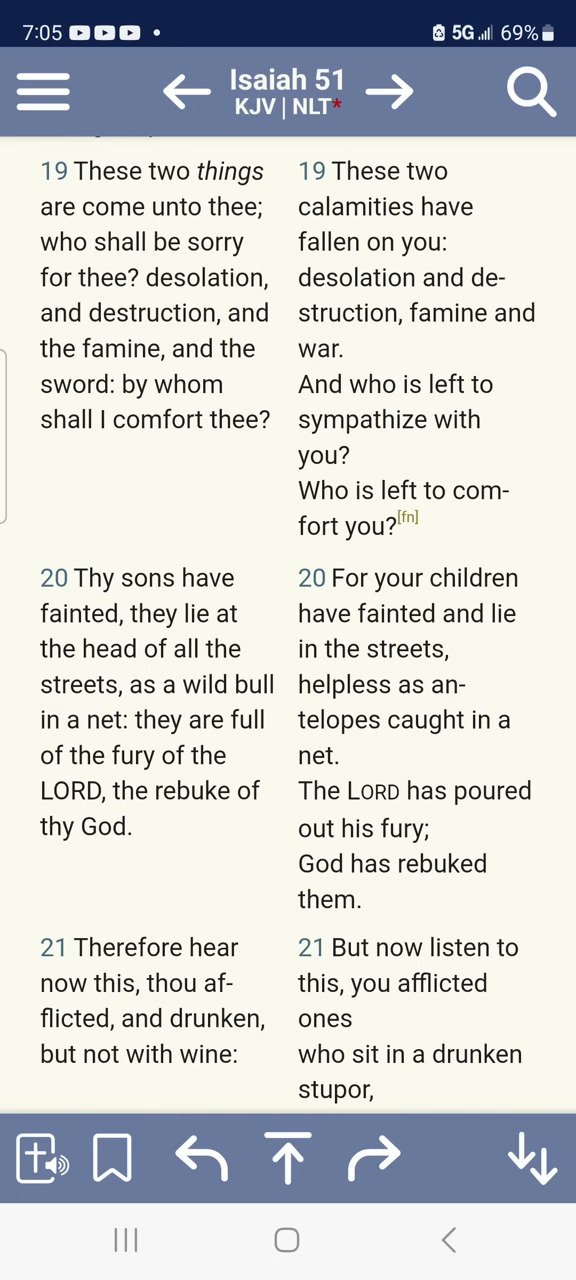 7:05
5G 69%
Isaiah 51
KJV | NLT*
19 These two things
are come unto thee;
who shall be sorry
for thee? desolation,
and destruction, and
the famine, and the
sword: by whom
shall I comfort thee?
19 These two
calamities have
fallen on you:
desolation and de-
struction, famine and
war.
And who is left to
sympathize with
you?
Who is left to com-
fort you?[fn]
20 Thy sons have
fainted, they lie at
the head of all the
streets, as a wild bull
in a net: they are full
of the fury of the
LORD, the rebuke of
thy God.
20 For your children
have fainted and lie
in the streets,
helpless as an-
telopes caught in a
net.
The LORD has poured
out his fury;
God has rebuked
them.
21 Therefore hear
now this, thou af-
flicted, and drunken,
but not with wine:
21 But now listen to
this, you afflicted
ones
who sit in a drunken
stupor,